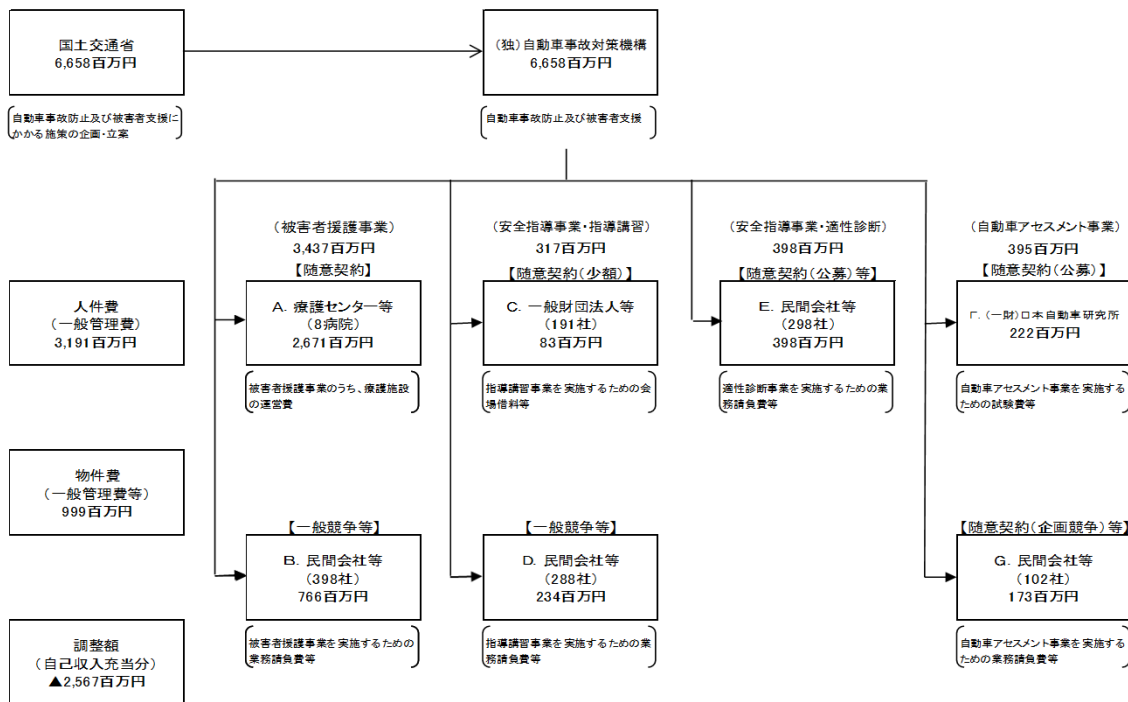 国土交通省
6,658百万円
(独)自動車事故対策機構
6,658百万円
自動車事故防止及び被害者支援に
かかる施策の企画・立案
自動車事故防止及び被害者支援
(被害者援護事業)
3,437百万円
【随意契約】
(安全指導事業・指導講習)
317百万円
【随意契約(少額)】
(安全指導事業・適性診断)
398百万円
【随意契約(公募)等】
(自動車アセスメント事業)
395百万円
【随意契約(公募)】
人件費
(一般管理費)
3,191百万円
A. 療護センター等
(8病院)
2,671百万円
C. 一般財団法人等
(191社)
83百万円
E. 民間会社等
(298社)
398百万円
(一財)日本自動車研究所
222百万円
被害者援護事業のうち、療護施設
の運営費
指導講習事業を実施するための会
場借料等
適性診断事業を実施するための業
務請負費等
自動車アセスメント事業を実施する
ための試験費等
物件費
(一般管理費等)
999百万円
【一般競争等】
【一般競争等】
【随意契約(企画競争)等】
B. 民間会社等
(398社)
766百万円
D. 民間会社等
(288社)
234百万円
G. 民間会社等
(102社)
173百万円
被害者援護事業を実施するための
業務請負費等
指導講習事業を実施するための業
務請負費等
自動車アセスメント事業を実施する
ための業務請負費等
調整額
(自己収入充当分)
▲2,567百万円